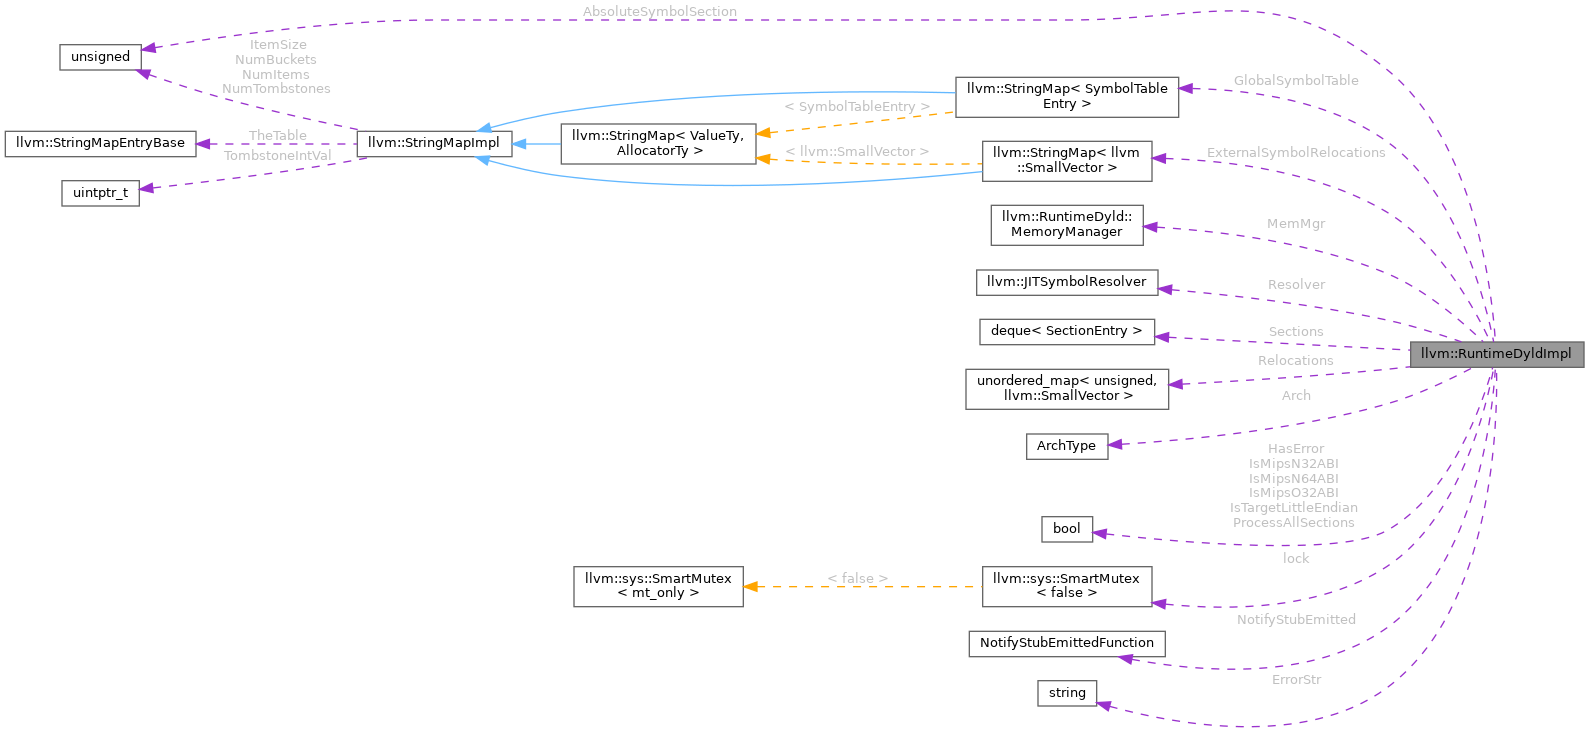 AbsoluteSymbolSection
unsigned
ItemSize
NumBuckets
NumItems
NumTombstones
llvm::StringMapEntryBase
TheTable
TombstoneIntVal
uintptr_t
llvm::StringMapImpl
llvm::StringMap< ValueTy,
AllocatorTy >
< SymbolTableEntry >
< llvm::SmallVector >
llvm::StringMap< SymbolTable
Entry >
GlobalSymbolTable
llvm::StringMap< llvm
::SmallVector >
ExternalSymbolRelocations
llvm::RuntimeDyld::
MemoryManager
MemMgr
llvm::JITSymbolResolver
Resolver
deque< SectionEntry >
Sections
llvm::RuntimeDyldImpl
unordered_map< unsigned,
llvm::SmallVector >
Relocations
ArchType
Arch
bool
HasError
IsMipsN32ABI
IsMipsN64ABI
IsMipsO32ABI
IsTargetLittleEndian
ProcessAllSections
llvm::sys::SmartMutex
< mt_only >
< false >
llvm::sys::SmartMutex
< false >
lock
NotifyStubEmittedFunction
NotifyStubEmitted
string
ErrorStr